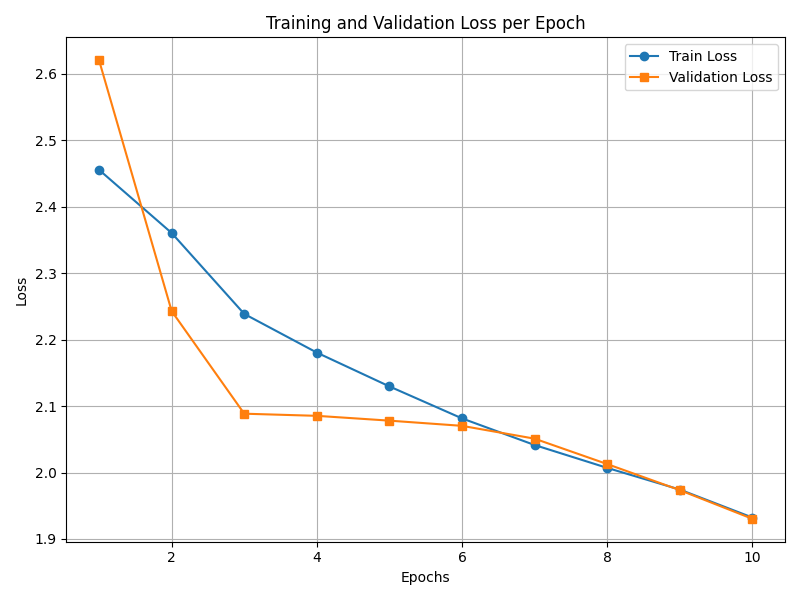 Training and Validation Loss per Epoch
Train Loss
Validation Loss
2.6
2.5
2.4
2.3
2.2
2.1
2.0
1.9
Loss
2 4 6 8 10
Epochs